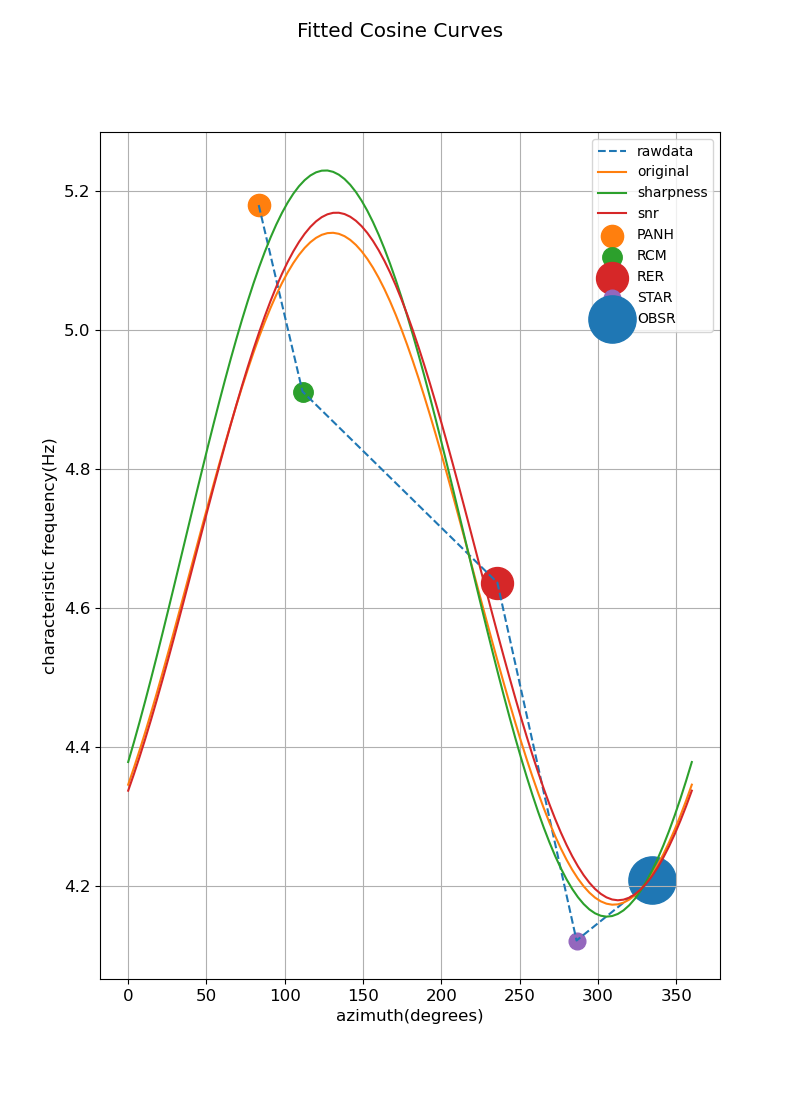 Fitted Cosine Curves
rawdata
original
sharpness
snr
PANH
RCM
RER
STAR
OBSR
5.2
5.0
4.8
4.6
4.4
4.2
characteristic frequency(Hz)
0 50 100 150 200 250 300 350
azimuth(degrees)